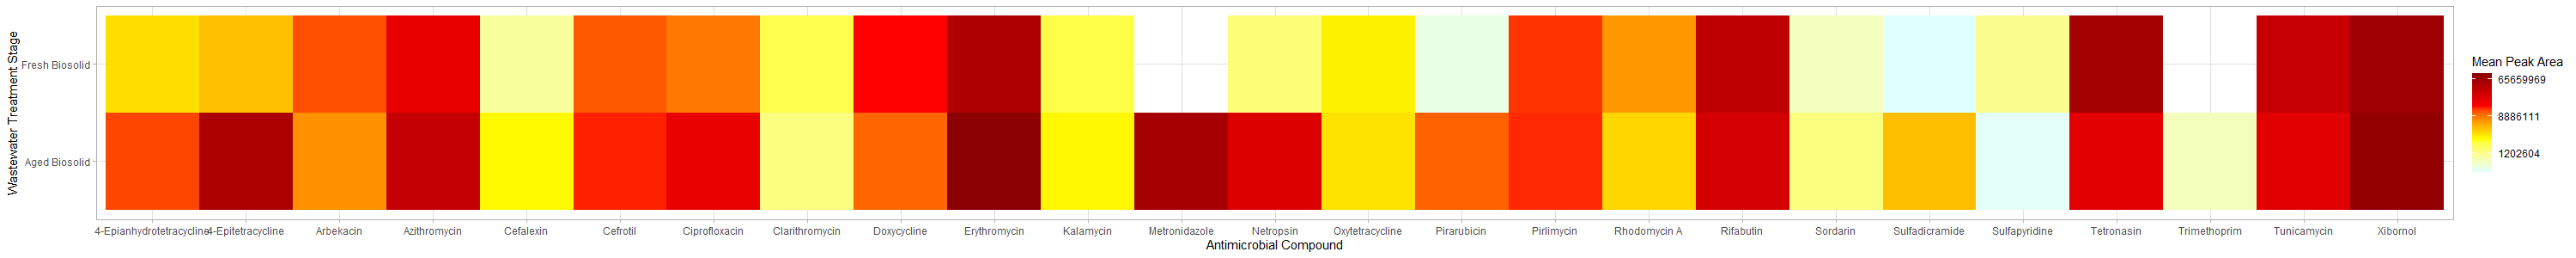 Wastewater Treatment Stage
Fresh Biosolid
Aged Biosolid
4-Epianhydrotetracycline
4-Epitetracycline
Arbekacin
Azithromycin
Cefalexin
Cefrotil
Ciprofloxacin
Clarithromycin
Doxycycline
Erythromycin
Kalamycin
Metronidazole
Netropsin
Oxytetracycline
Pirarubicin
Pirlimycin
Rhodomycin A
Rifabutin
Sordarin
Sulfadicramide
Sulfapyridine
Tetronasin
Trimethoprim
Tunicamycin
Xibornol
Antimicrobial Compound
Mean Peak Area
65659969
8886111
1202604